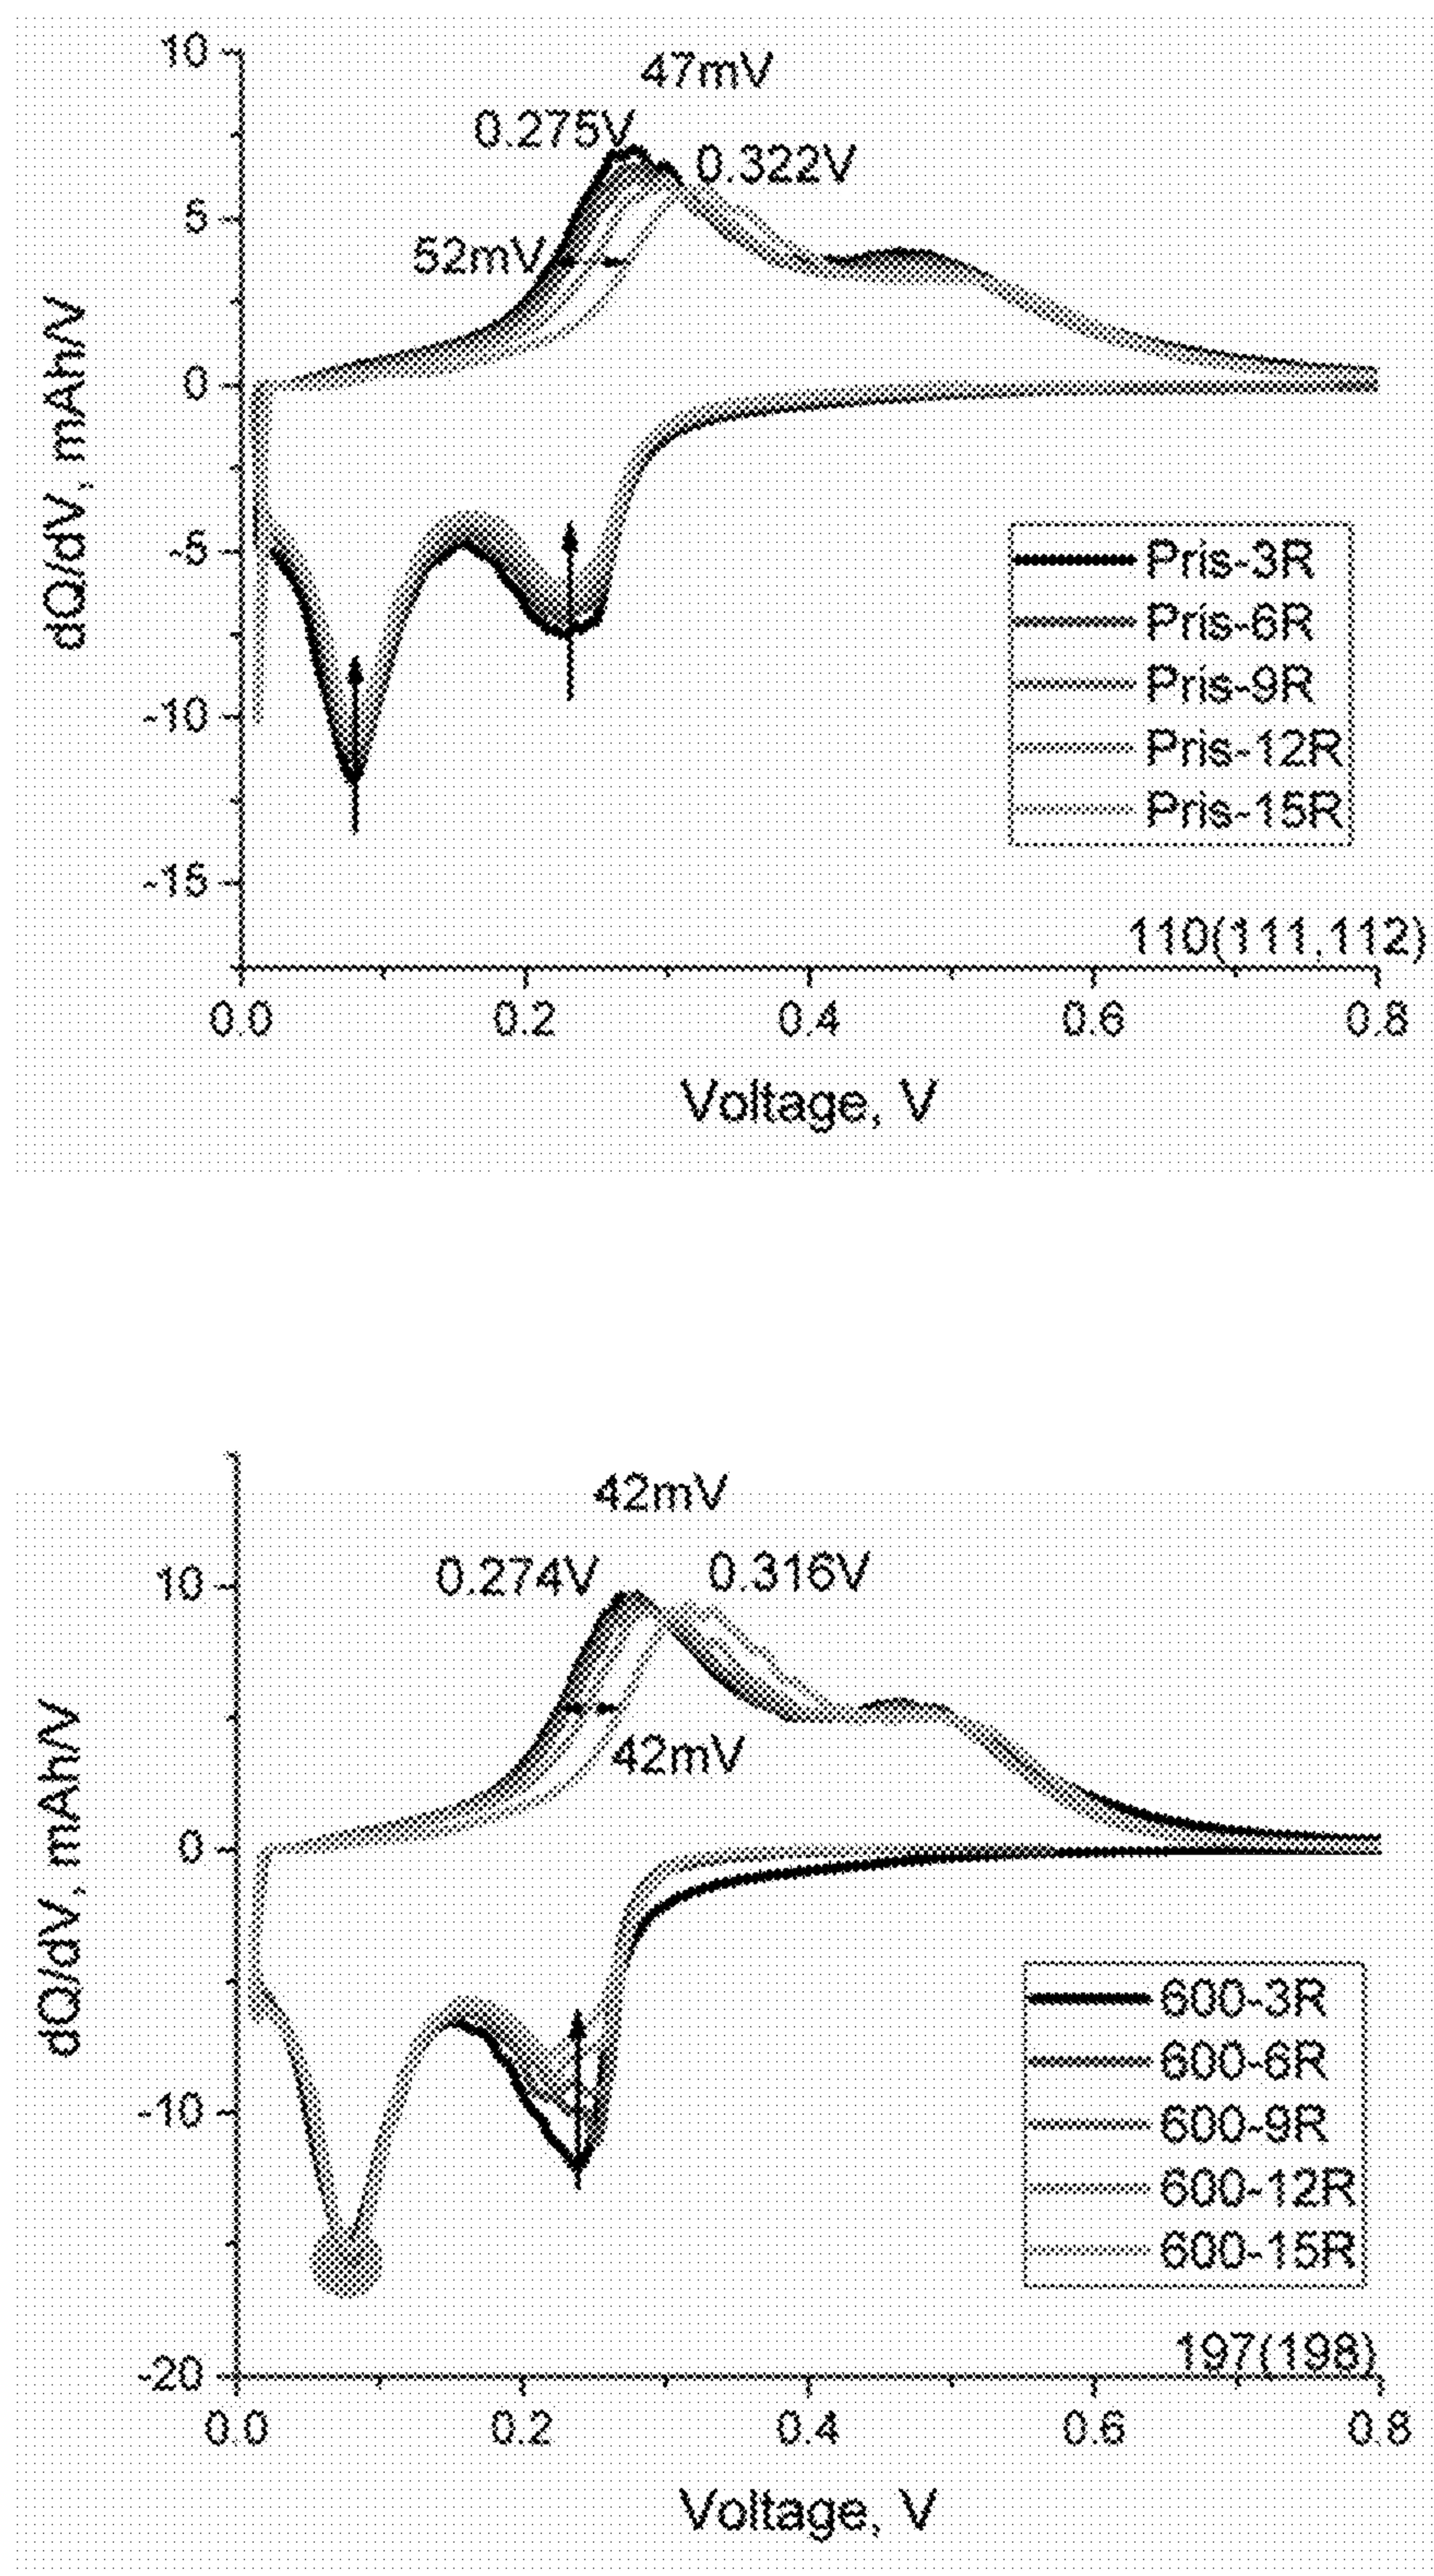 10
47mV
0.275V
0.322V
5
52mV
0
-5
-10
-15
dQ/dV, mAh/V
Pris-3R
Pris-6R
Pris-9R
Pris-12R
Pris-15R
110(111,112)
0.0 0.2 0.4 0.6 0.8
Voltage, V
42mV
0.274V 0.316V
10
42mV
0
-10
-20
dQ/dV, mAh/V
600-3R
600-6R
600-9R
600-12R
600-15R
197(198)
0.0 0.2 0.4 0.6 0.8
Voltage, V